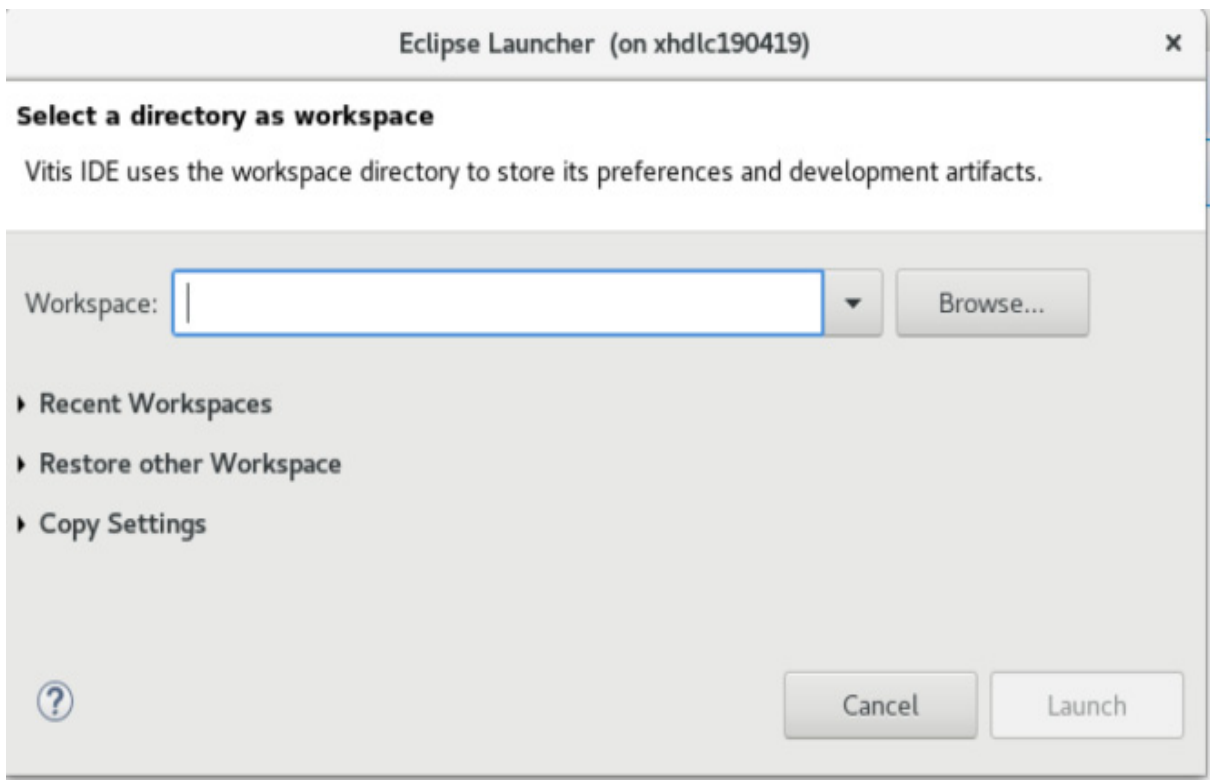 Eclipse Launcher (on xhdlc190419)
Select a directory as workspace
Vitis IDE uses the workspace directory to store its preferences and development artifacts.
Workspace: Browse...
Recent Workspaces
Restore other Workspace
Copy Settings
Cancel Launch